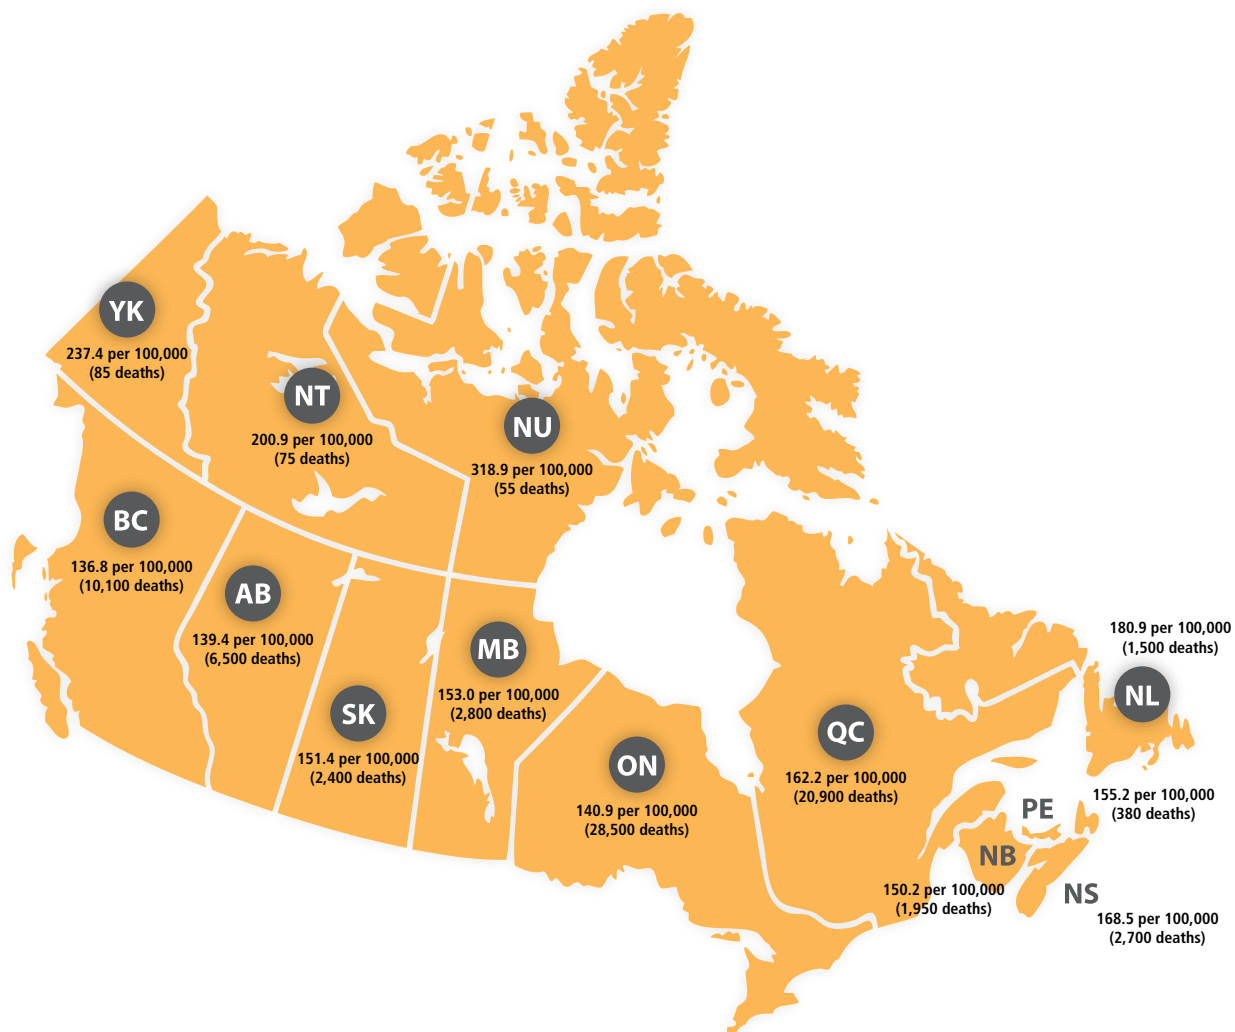 YK
237.4 per 100,000
(85 deaths)
NT
200.9 per 100,000
(75 deaths)
NU
318.9 per 100,000
(55 deaths)
BC
136.8 per 100,000
(10,100 deaths)
AB
139.4 per 100,000
(6,500 deaths)
SK
151.4 per 100,000
(2,400 deaths)
MB
153.0 per 100,000
(2,800 deaths)
ON
140.9 per 100,000
(28,500 deaths)
QC
162.2 per 100,000
(20,900 deaths)
180.9 per 100,000
(1,500 deaths)
NL
PE
155.2 per 100,000
(380 deaths)
NB
150.2 per 100,000
(1,950 deaths)
NS
168.5 per 100,000
(2,700 deaths)